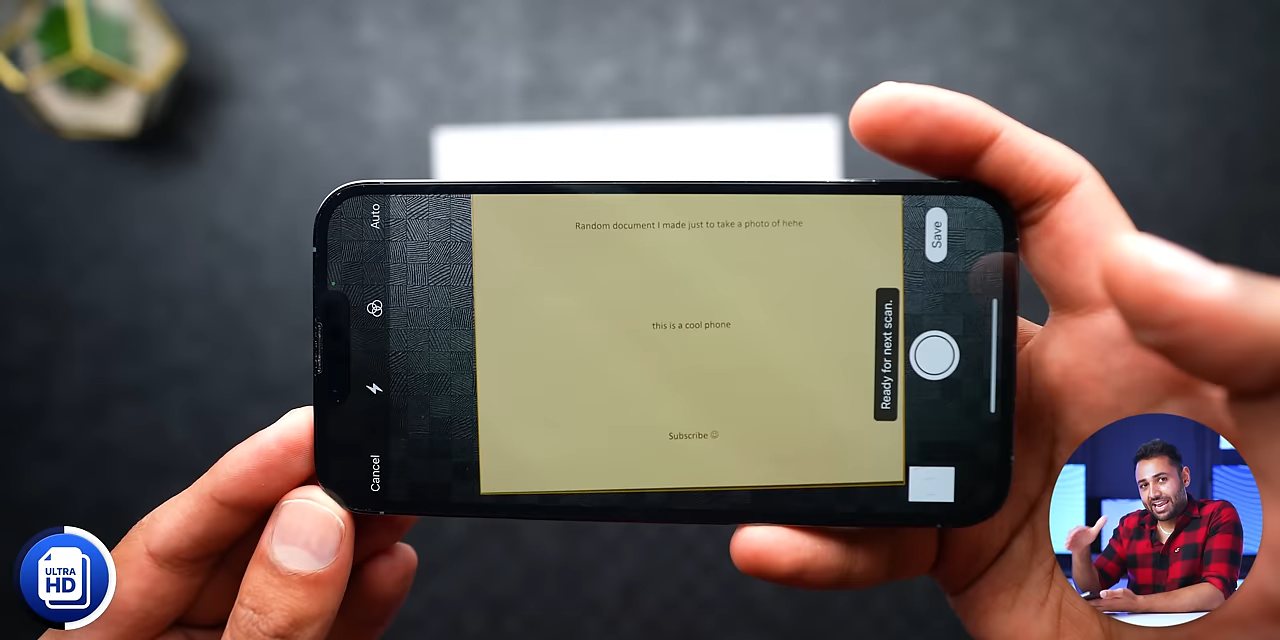 Auto
Cancel
Random document I made just to take a photo of hehe
this is a cool phone
Subscribe ☺
Ready for next scan.
Save
ULTRA
HD